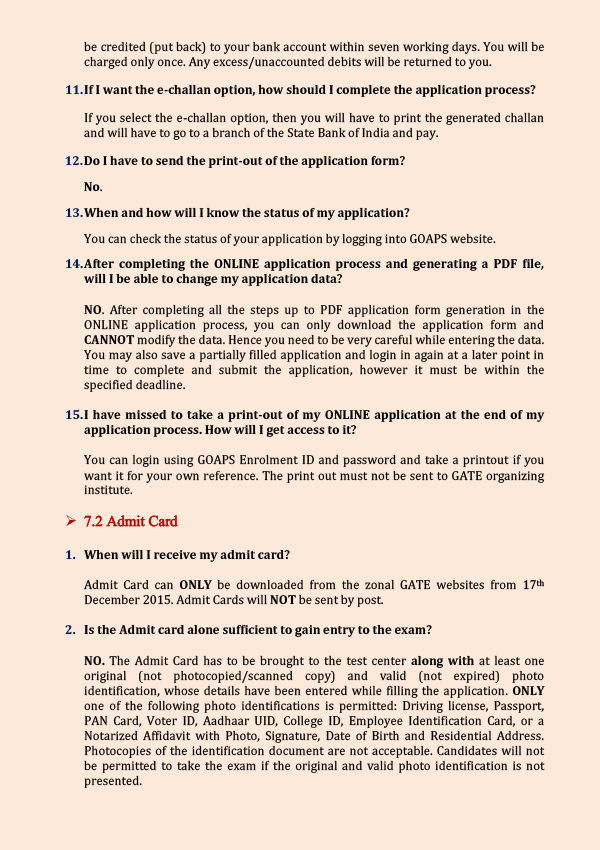 be credited (put back) to your bank account within seven working days. You will be
charged only once. Any excess/unaccounted debits will be returned to you.
11.If I want the e-challan option, how should I complete the application process?
If you select the e-challan option, then you will have to print the generated challan
and will have to go to a branch of the State Bank of India and pay.
12.Do I have to send the print-out of the application form?
No.
13.When and how will I know the status of my application?
You can check the status of your application by logging into GOAPS website.
14.After completing the ONLINE application process and generating a PDF file,
will I be able to change my application data?
NO. After completing all the steps up to PDF application form generation in the
ONLINE application process, you can only download the application form and
CANNOT modify the data. Hence you need to be very careful while entering the data.
You may also save a partially filled application and login in again at a later point in
time to complete and submit the application, however it must be within the
specified deadline.
15.I have missed to take a print-out of my ONLINE application at the end of my
application process. How will I get access to it?
You can login using GOAPS Enrolment ID and password and take a printout if you
want it for your own reference. The print out must not be sent to GATE organizing
institute.
➢ 7.2 Admit Card
1. When will I receive my admit card?
Admit Card can ONLY be downloaded from the zonal GATE websites from 17th
December 2015. Admit Cards will NOT be sent by post.
2. Is the Admit card alone sufficient to gain entry to the exam?
NO. The Admit Card has to be brought to the test center along with at least one
original (not photocopied/scanned copy) and valid (not expired) photo
identification, whose details have been entered while filling the application. ONLY
one of the following photo identifications is permitted: Driving license, Passport,
PAN Card, Voter ID, Aadhaar UID, College ID, Employee Identification Card, or a
Notarized Affidavit with Photo, Signature, Date of Birth and Residential Address.
Photocopies of the identification document are not acceptable. Candidates will not
be permitted to take the exam if the original and valid photo identification is not
presented.